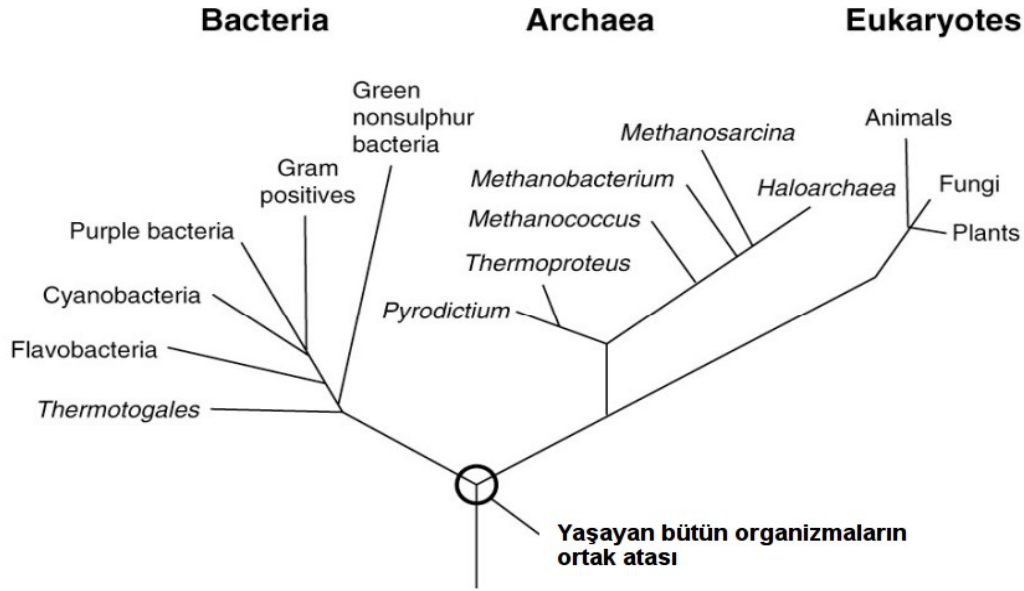 Bacteria
Archaea
Eukaryotes
Green
nonsulphur
bacteria
Gram
positives
Purple bacteria
Cyanobacteria
Flavobacteria
Thermotogales
Methanosarcina
Methanobacterium
Haloarchaea
Methanococcus
Thermoproteus
Pyrodictium
Animals
Fungi
Plants
Yaşayan bütün organizmaların
ortak atası